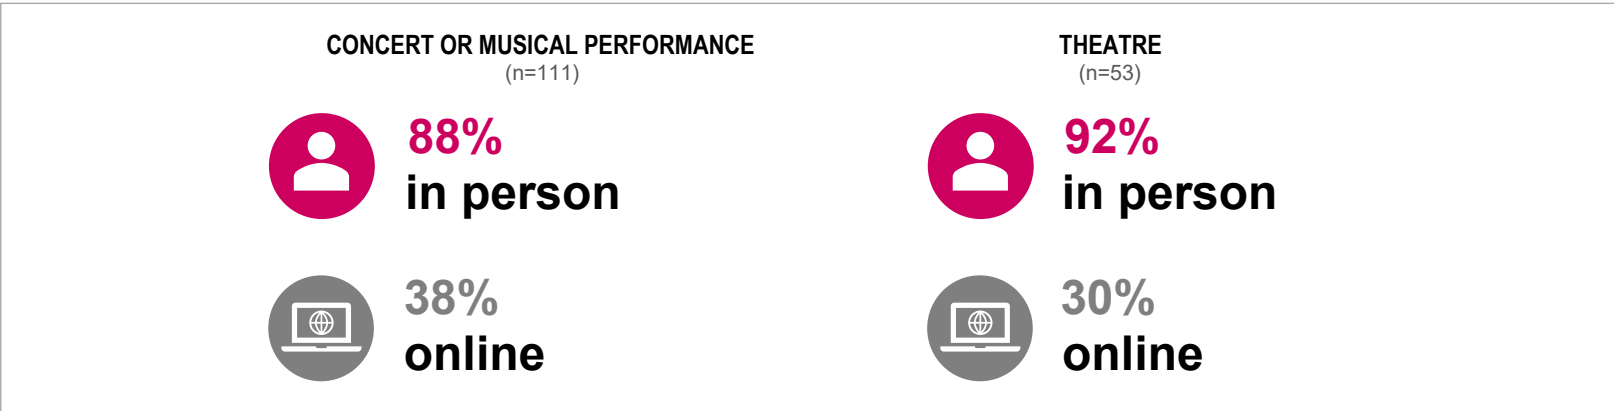 CONCERT OR MUSICAL PERFORMANCE
(n=111)
88%
in person
38%
online
THEATRE
(n=53)
92%
in person
30%
online